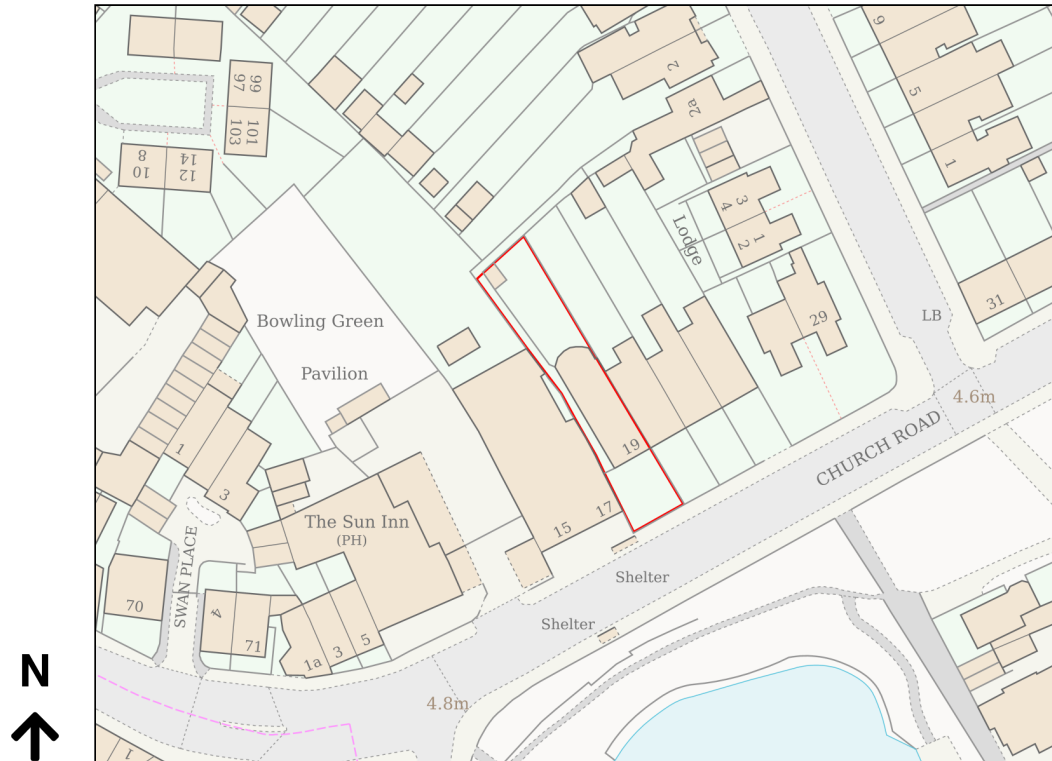 9
2
99
97
2a
5
101
103
8
10
14
12
1
3
4
1
2
Lodge
31
Bowling Green
29
LB
Pavilion
4.6m
1
19
CHURCH ROAD
3
The Sun Inn
(PH)
17
15
SWAN PLACE
Shelter
70
4
Shelter
71
5
3
1a
N
4.8m
1